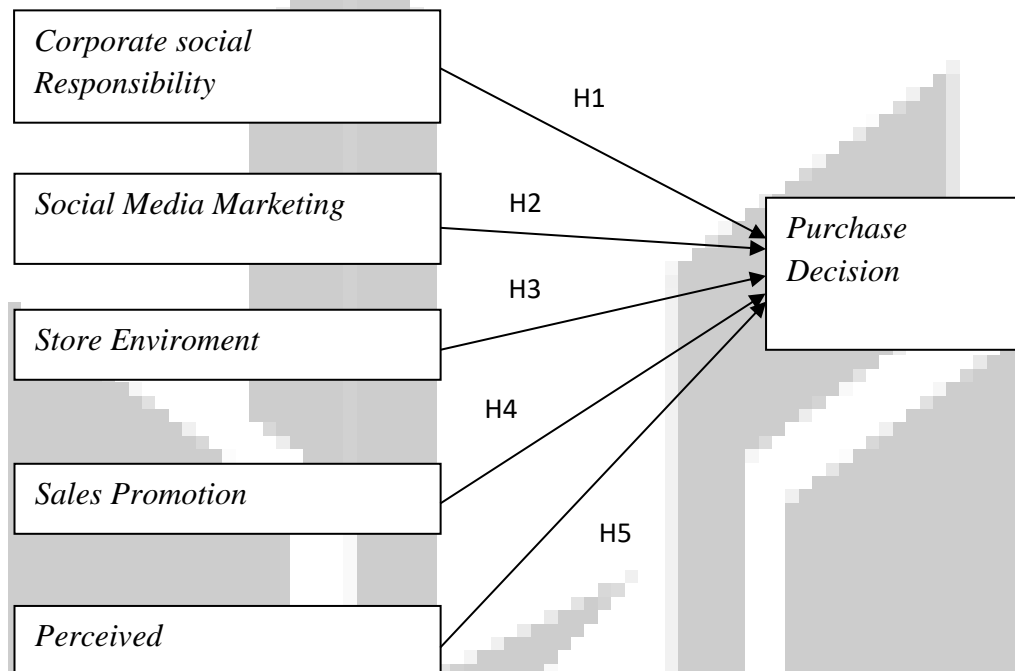 Corporate social
Responsibility
H1
Social Media Marketing
H2
Purchase
Decision
H3
Store Enviroment
H4
Sales Promotion
H5
Perceived